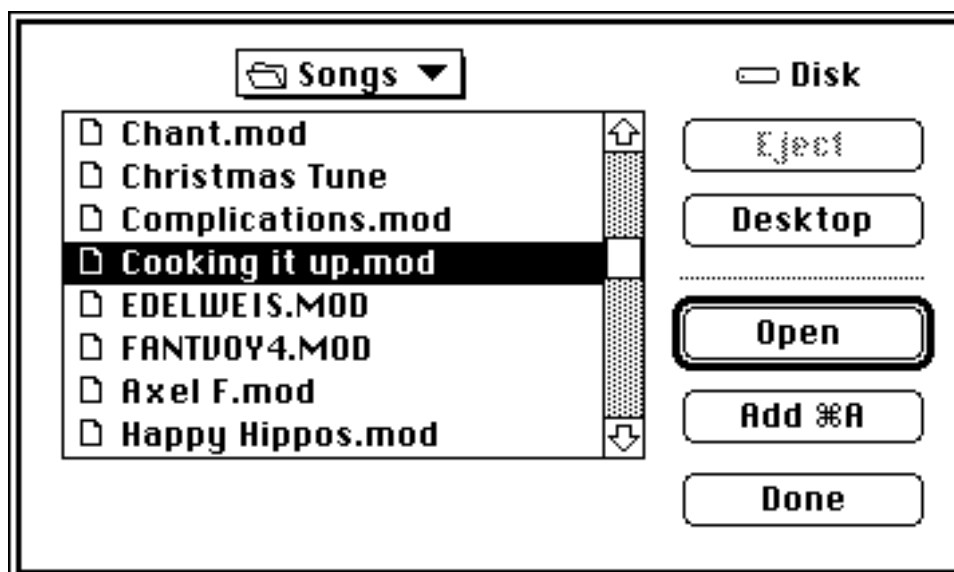 Songs
Disk
Chant.mod
Christmas Tune
Complications.mod
Cooking it up.mod
EDELWEIS.MOD
FANTVOY4.MOD
Axel F.mod
Happy Hippos.mod
Eject
Desktop
Open
Add ⌘A
Done